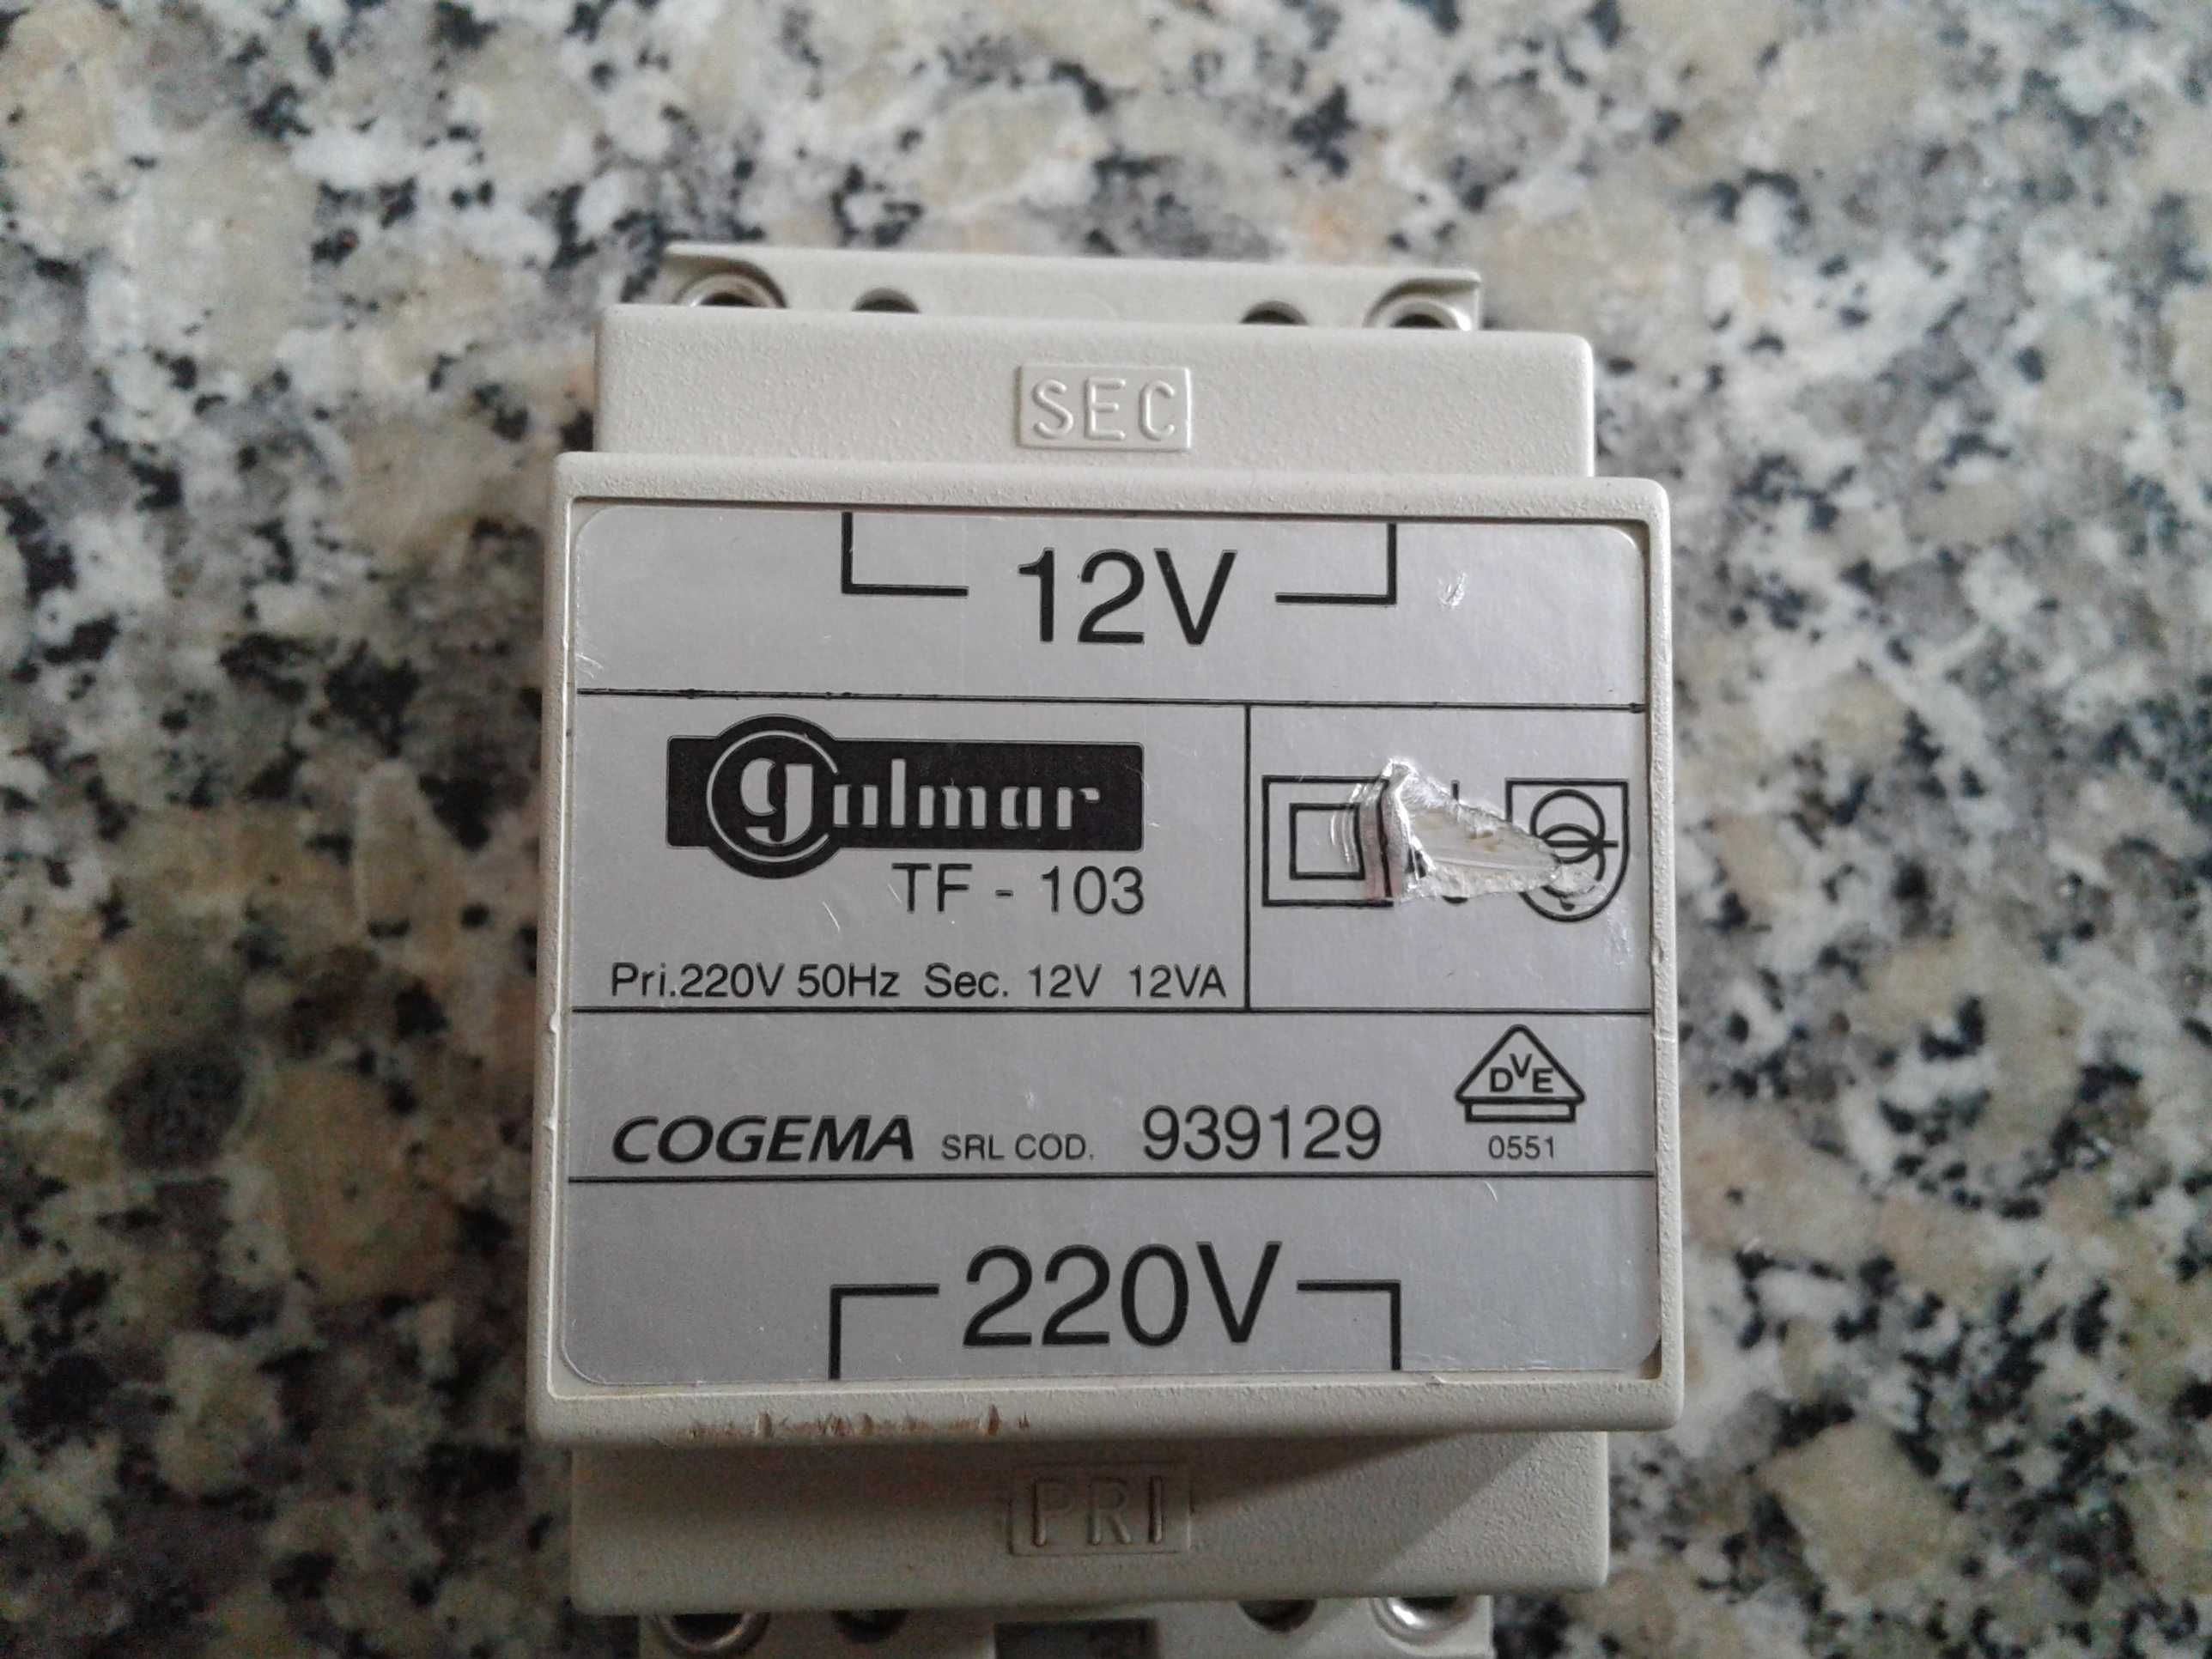 SEC
12V
golmar
TF - 103
Pri.220V 50Hz Sec. 12V 12VA
COGEMA SRL COD. 939129
DVE
0551
220V
PRI